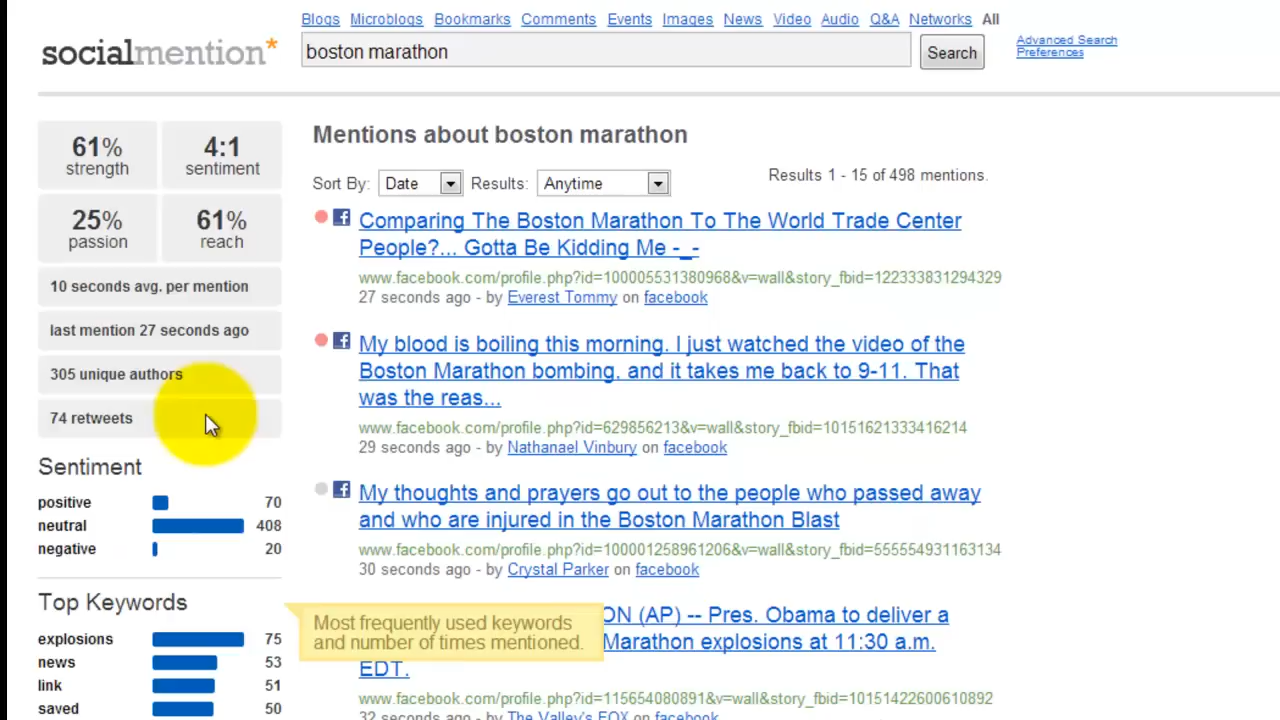 Blogs Microblogs Bookmarks Comments Events Images News Video Audio Q&A Networks All
socialmention*
boston marathon
Search
Advanced Search
Preferences
61% strength
4:1 sentiment
25% passion
61% reach
10 seconds avg. per mention
last mention 27 seconds ago
305 unique authors
74 retweets
Sentiment
positive 70
neutral 408
negative 20
Top Keywords
explosions 75
news 53
link 51
saved 50
Mentions about boston marathon
Sort By: Date Results: Anytime
Results 1 - 15 of 498 mentions.
Comparing The Boston Marathon To The World Trade Center
People?... Gotta Be Kidding Me -_-
www.facebook.com/profile.php?id=100005531380968&v=wall&story_fbid=122333831294329
27 seconds ago - by Everest Tommy on facebook
My blood is boiling this morning. I just watched the video of the
Boston Marathon bombing, and it takes me back to 9-11. That
was the reas...
www.facebook.com/profile.php?id=629856213&v=wall&story_fbid=10151621333416214
29 seconds ago - by Nathanael Vinbury on facebook
My thoughts and prayers go out to the people who passed away
and who are injured in the Boston Marathon Blast
www.facebook.com/profile.php?id=100001258961206&v=wall&story_fbid=555554931163134
30 seconds ago - by Crystal Parker on facebook
Most frequently used keywords
and number of times mentioned.
ON (AP) -- Pres. Obama to deliver a
Marathon explosions at 11:30 a.m.
EDT.
www.facebook.com/profile.php?id=115654080891&v=wall&story_fbid=10151422600610892
32 seconds ago - by The Valley's FOX on facebook